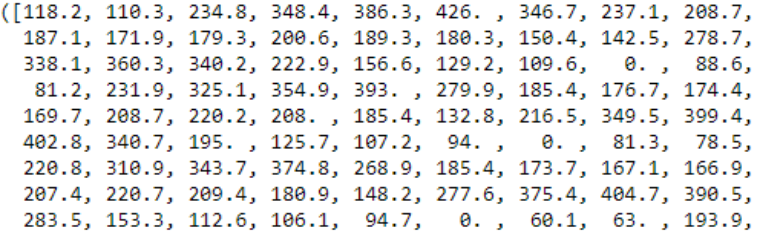 ([118.2, 110.3, 234.8, 348.4, 386.3, 426. , 346.7, 237.1, 208.7,
187.1, 171.9, 179.3, 200.6, 189.3, 180.3, 150.4, 142.5, 278.7,
338.1, 360.3, 340.2, 222.9, 156.6, 129.2, 109.6, 0. , 88.6,
81.2, 231.9, 325.1, 354.9, 393. , 279.9, 185.4, 176.7, 174.4,
169.7, 208.7, 220.2, 208. , 185.4, 132.8, 216.5, 349.5, 399.4,
402.8, 340.7, 195. , 125.7, 107.2, 94. , 0. , 81.3, 78.5,
220.8, 310.9, 343.7, 374.8, 268.9, 185.4, 173.7, 167.1, 166.9,
207.4, 220.7, 209.4, 180.9, 148.2, 277.6, 375.4, 404.7, 390.5,
283.5, 153.3, 112.6, 106.1, 94.7, 0. , 60.1, 63. , 193.9,